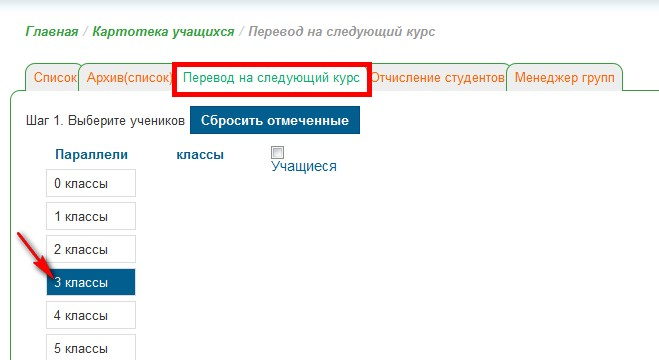 Главная / Картотека учащихся / Перевод на следующий курс
Список Архив(список) Перевод на следующий курс Отчисление студентов Менеджер групп
Шаг 1. Выберите учеников Сбросить отмеченные
Параллели классы
Учащиеся
0 классы
1 классы
2 классы
3 классы
4 классы
5 классы